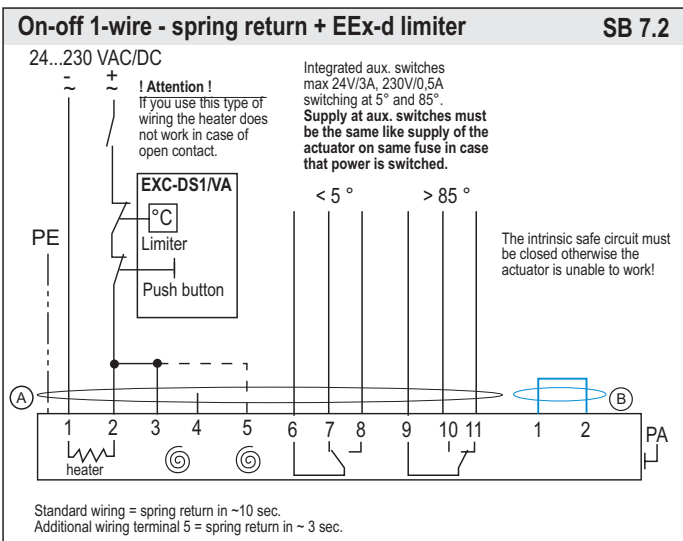 On-off 1-wire - spring return + EEx-d limiter SB 7.2
24...230 VAC/DC
- +
~ ~
! Attention !
If you use this type of
wiring the heater does
not work in case of
open contact.
Integrated aux. switches
max 24V/3A, 230V/0,5A
switching at 5° and 85°.
Supply at aux. switches must
be the same like supply of the
actuator on same fuse in case
that power is switched.
EXC-DS1/VA
°C
Limiter
Push button
< 5 ° > 85 °
PE
The intrinsic safe circuit must
be closed otherwise the
actuator is unable to work!
A
B
1 2 3 4 5 6 7 8 9 10 11 1 2
PA
heater
Standard wiring = spring return in ~10 sec.
Additional wiring terminal 5 = spring return in ~ 3 sec.